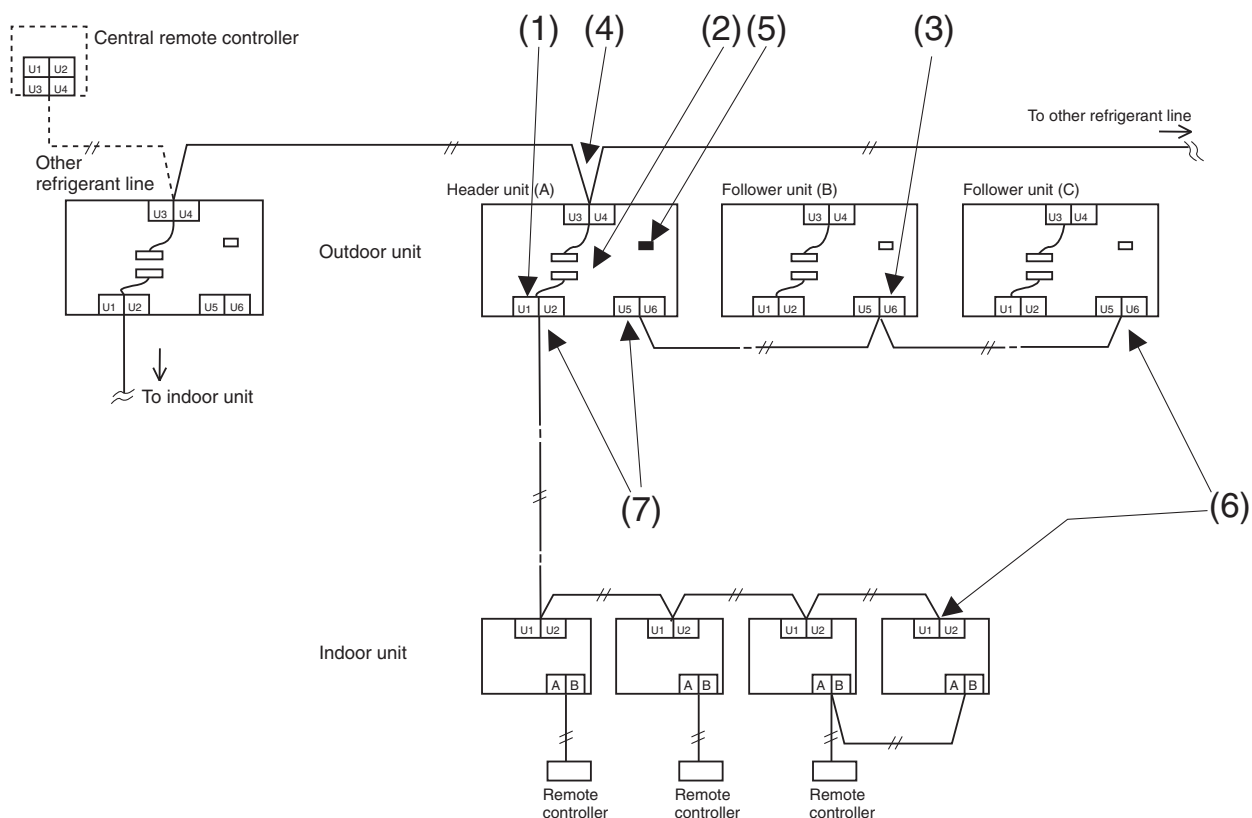 Central remote controller
U1 U2
U3 U4
(1) (4) (2) (5) (3)
To other refrigerant line
Other
refrigerant line
Header unit (A)
Follower unit (B)
Follower unit (C)
U3 U4
U3 U4
U3 U4
U3 U4
Outdoor unit
U1 U2
U5 U6
U1 U2
U5 U6
U1 U2
U5 U6
U1 U2
U5 U6
To indoor unit
(7)
(6)
U1 U2
U1 U2
U1 U2
U1 U2
Indoor unit
A B
A B
A B
A B
Remote
controller
Remote
controller
Remote
controller